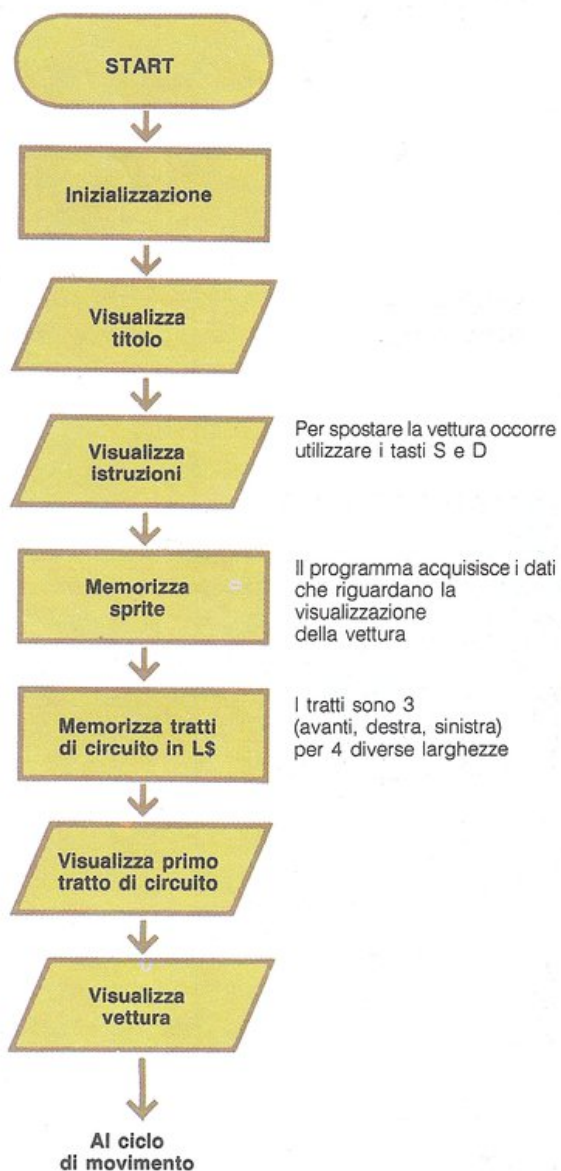 START
Inizializzazione
Visualizza
titolo
Visualizza
istruzioni
Per spostare la vettura occorre
utilizzare i tasti S e D
Memorizza
sprite
Il programma acquisisce i dati
che riguardano la
visualizzazione
della vettura
Memorizza tratti
di circuito in L$
I tratti sono 3
(avanti, destra, sinistra)
per 4 diverse larghezze
Visualizza primo
tratto di circuito
Visualizza
vettura
Al ciclo
di movimento